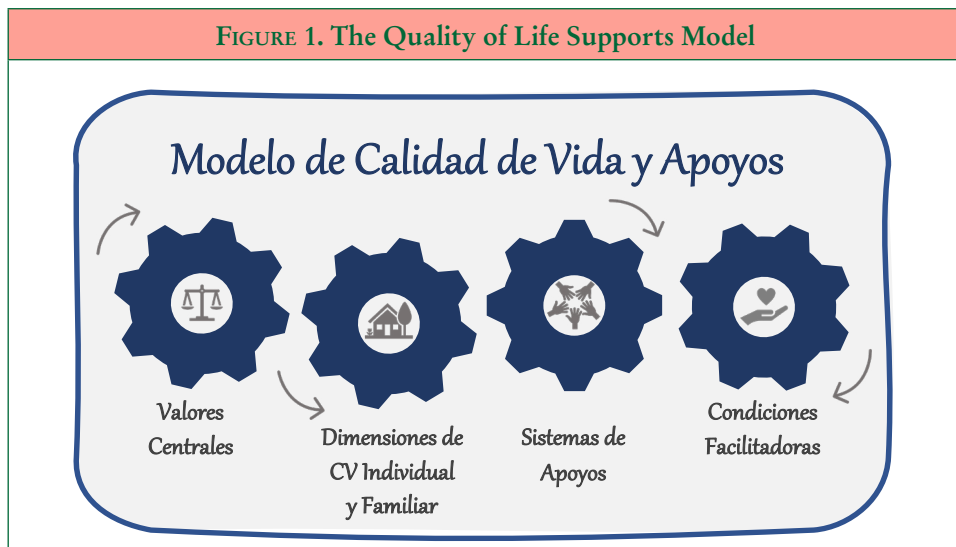 FIGURE 1. The Quality of Life Supports Model
Modelo de Calidad de Vida y Apoyos
Valores
Centrales
Dimensiones de
CV Individual
y Familiar
Sistemas de
Apoyos
Condiciones
Facilitadoras